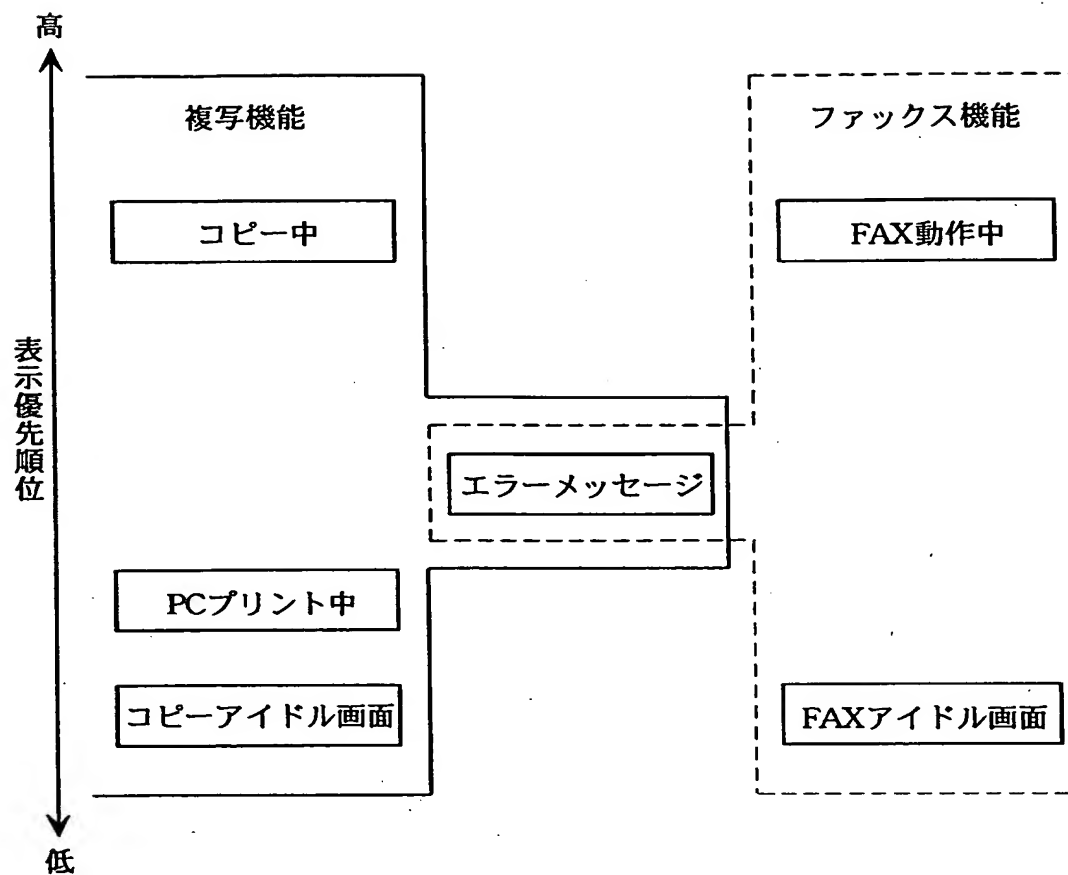 高
複写機能
ファックス機能
コピー中
FAX動作中
表示優先順位
エラーメッセージ
PCプリント中
コピーアイドル画面
FAXアイドル画面
低